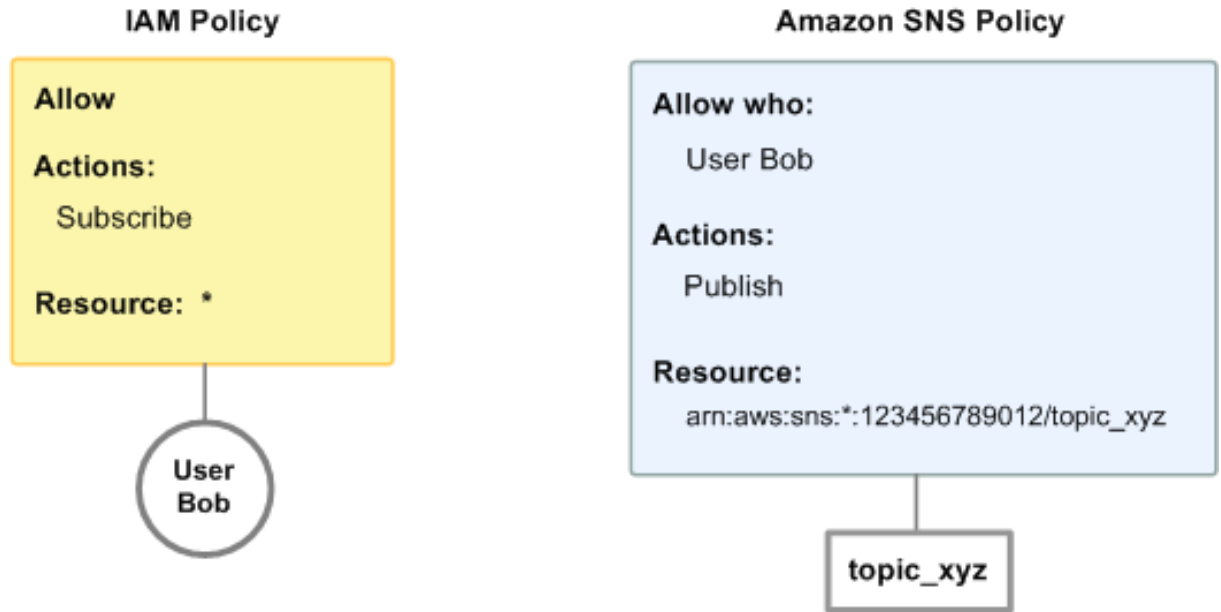 IAM Policy
Allow
Actions:
Subscribe
Resource: *
User
Bob
Amazon SNS Policy
Allow who:
User Bob
Actions:
Publish
Resource:
arn:aws:sns:*:123456789012/topic_xyz
topic_xyz